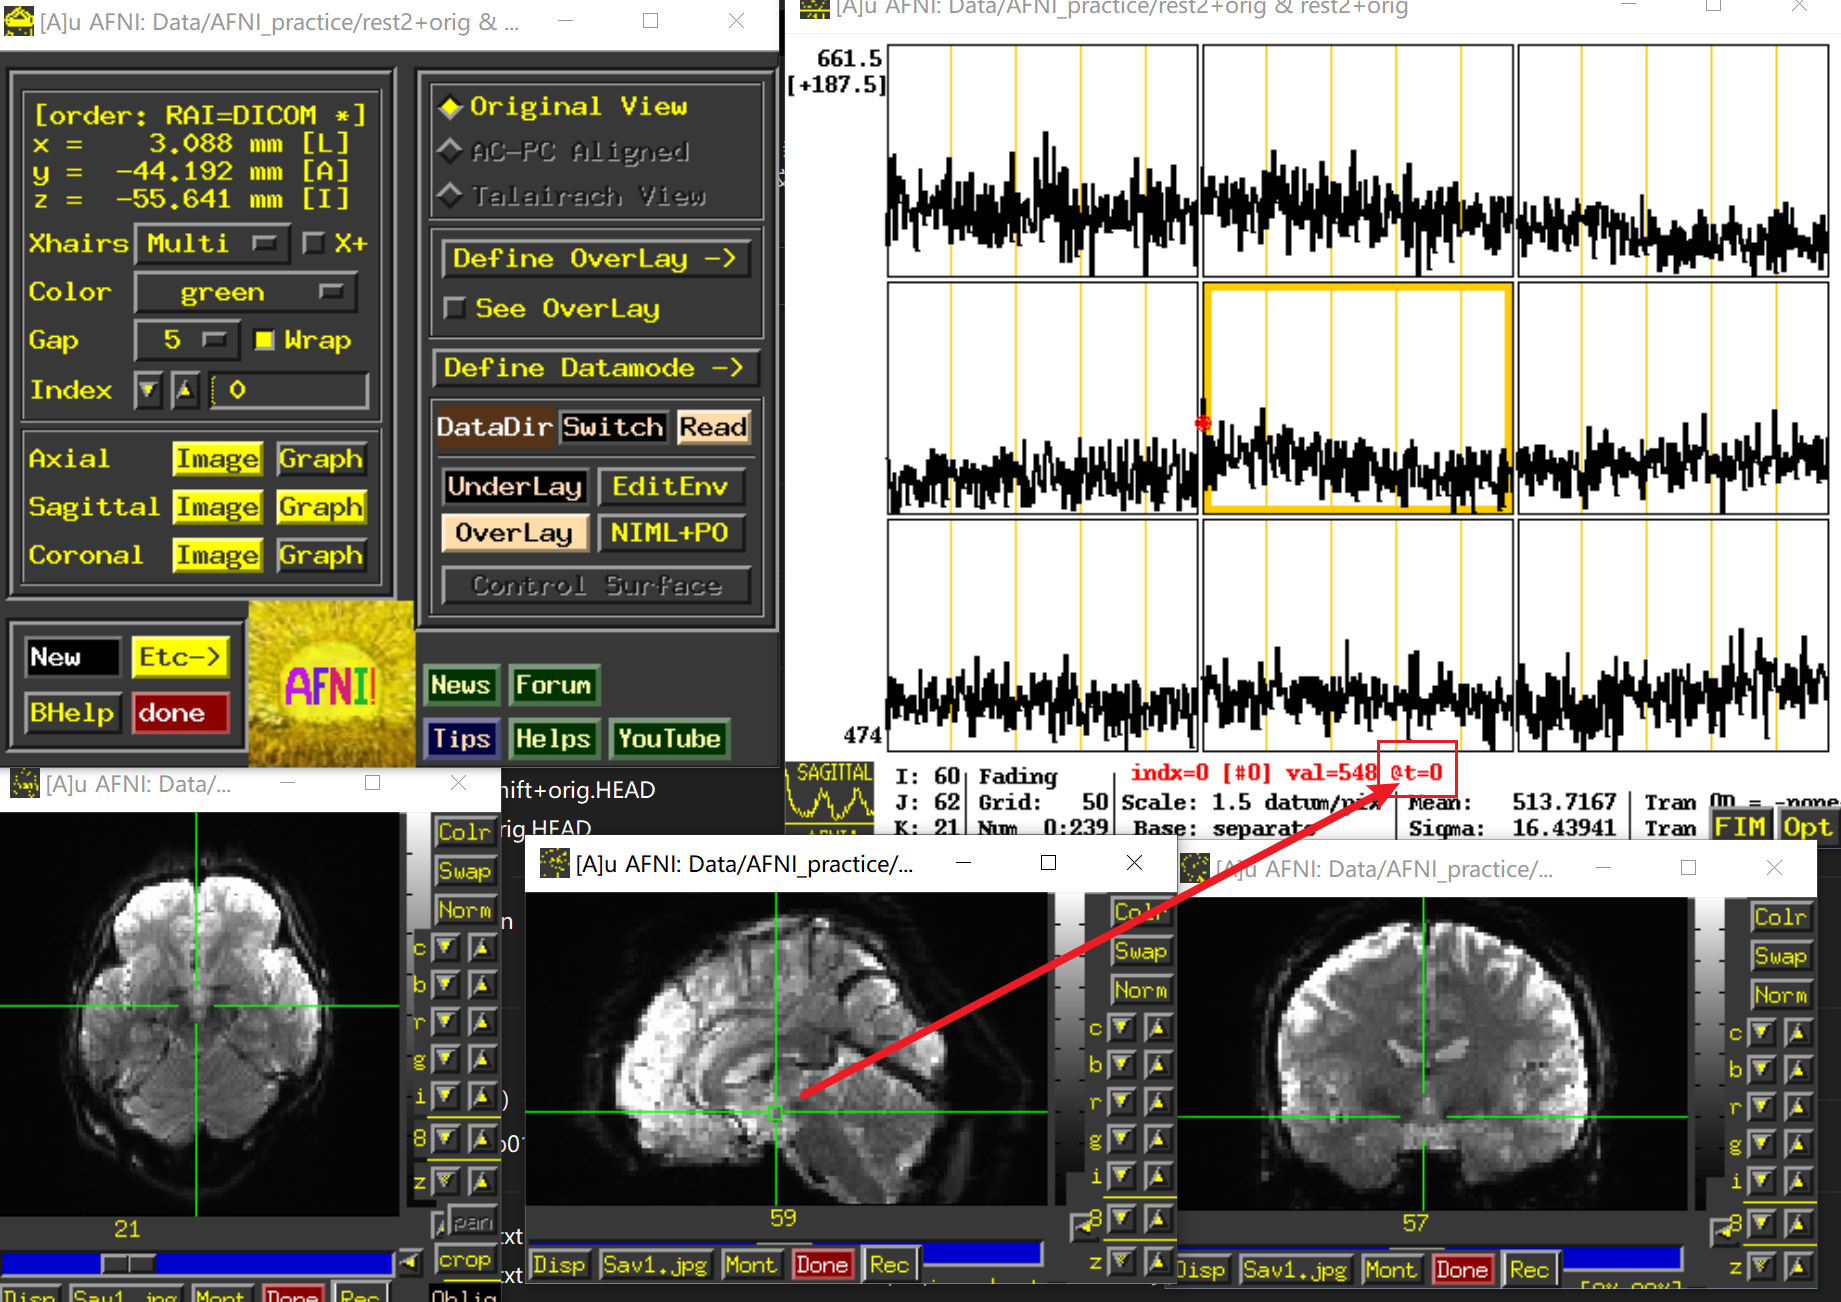 [A]u AFNI: Data/AFNI_practice/rest2+orig & ...
[order: RAI=DICOM *]
x = 3.088 mm [L]
y = -44.192 mm [A]
z = -55.641 mm [I]
Xhairs Multi X+
Color green
Gap 5 Wrap
Index 0
Axial Image Graph
Sagittal Image Graph
Coronal Image Graph
New Etc->
BHelp done
AFNI!
Original View
AC-PC Aligned
Talairach View
Define OverLay ->
See OverLay
Define Datamode ->
DataDir Switch Read
UnderLay EditEnv
OverLay NIML+PO
Control Surface
News Forum
Tips Helps YouTube
[A]u AFNI: Data/AFNI_practice/rest2+orig & rest2+orig
661.5
[+187.5]
474
SAGITTAL
indx=0 [#0] val=548 @t=0
I: 60 Fading
J: 62 Grid: 50 Scale: 1.5 datum/pix Mean: 513.7167 Tran 0D = -none
K: 21 Num 0:239 Base: separate Sigma: 16.43941 Tran
FIM Opt
hift+orig.HEAD
rig.HEAD
[A]u AFNI: Data/...
Colr
Swap
Norm
c
b
r
g
i
8
z
pan
crop
21
Disp Sav1.jpg Mont Done Rec
[A]u AFNI: Data/AFNI_practice/...
Colr
Swap
Norm
c
b
r
g
i
8
z
59
Disp Sav1.jpg Mont Done Rec
[A]u AFNI: Data/AFNI_practice/...
Colr
Swap
Norm
c
b
r
g
i
8
z
57
Disp Sav1.jpg Mont Done Rec